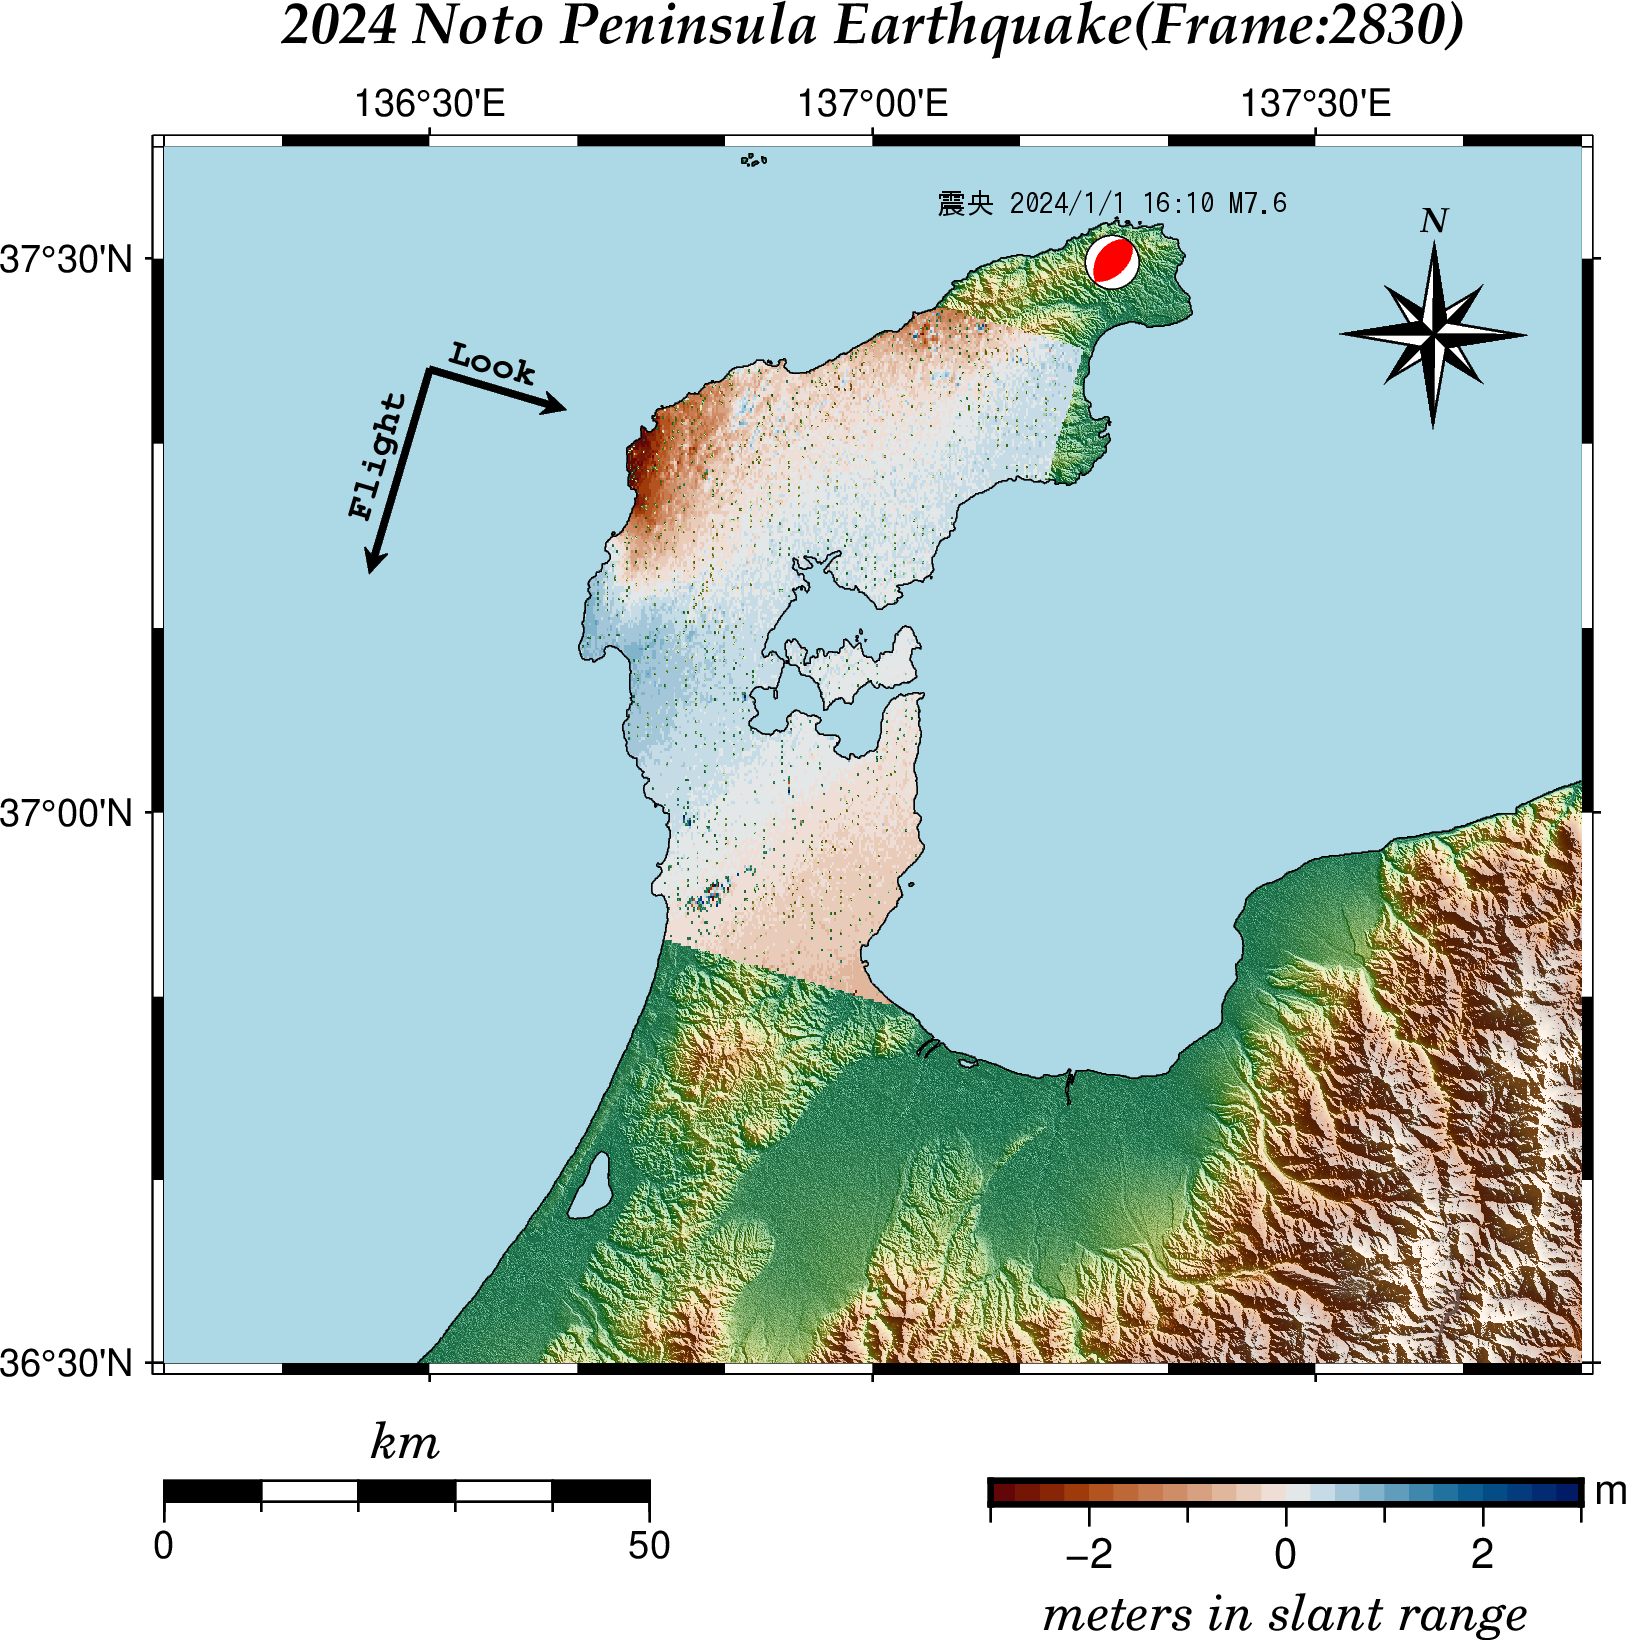 2024 Noto Peninsula Earthquake(Frame:2830)
136°30'E 137°00'E 137°30'E
震央 2024/1/1 16:10 M7.6
N
37°30'N
Look
Flight
37°00'N
36°30'N
km
0 50
m
−2 0 2
meters in slant range